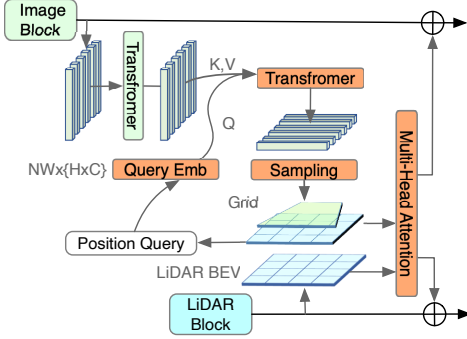 Image
Block
Transfromer
K,V
Transfromer
Q
NWx{HxC}
Query Emb
Sampling
Grid
Multi-Head Attention
Position Query
LiDAR BEV
LiDAR
Block